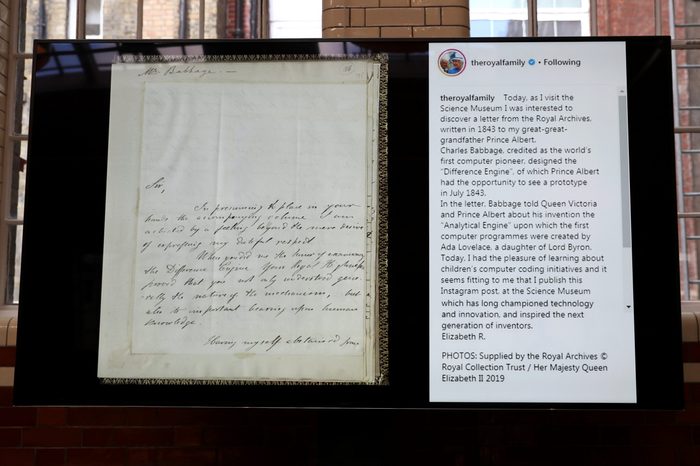 Mr. Babbage.
Sir,
In presuming to place in your
hands the accompanying volume I am
actuated by a feeling beyond the mere desire
of expressing my dutiful respect.
When you did me the honor of examining
the Difference Engine Your Royal Highness
proved that you not only understood gene-
rally the nature of the mechanism, but
also its important bearing upon human
knowledge.
Having myself abstained from
theroyalfamily • Following
theroyalfamily Today, as I visit the
Science Museum I was interested to
discover a letter from the Royal Archives,
written in 1843 to my great-great-
grandfather Prince Albert.
Charles Babbage, credited as the world's
first computer pioneer, designed the
"Difference Engine", of which Prince Albert
had the opportunity to see a prototype
in July 1843.
In the letter, Babbage told Queen Victoria
and Prince Albert about his invention the
"Analytical Engine" upon which the first
computer programmes were created by
Ada Lovelace, a daughter of Lord Byron.
Today, I had the pleasure of learning about
children's computer coding initiatives and it
seems fitting to me that I publish this
Instagram post, at the Science Museum
which has long championed technology
and innovation, and inspired the next
generation of inventors.
Elizabeth R.
PHOTOS: Supplied by the Royal Archives ©
Royal Collection Trust / Her Majesty Queen
Elizabeth II 2019